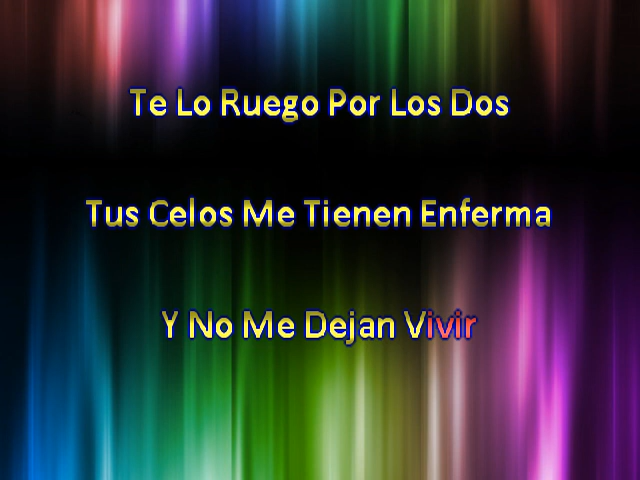 Te Lo Ruego Por Los Dos
Tus Celos Me Tienen Enferma
Y No Me Dejan Vivir